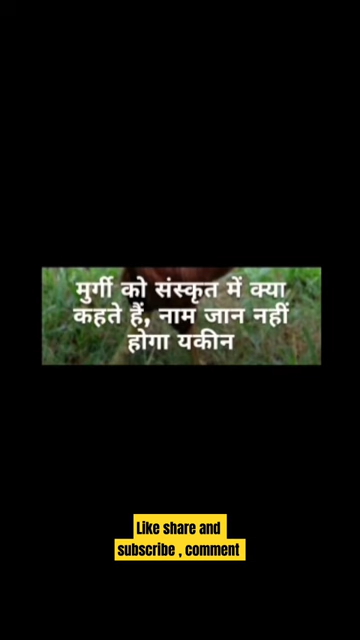 मुर्गी को संस्कृत में क्या
कहते हैं, नाम जान नहीं
होगा यकीन
Like share and
subscribe , comment